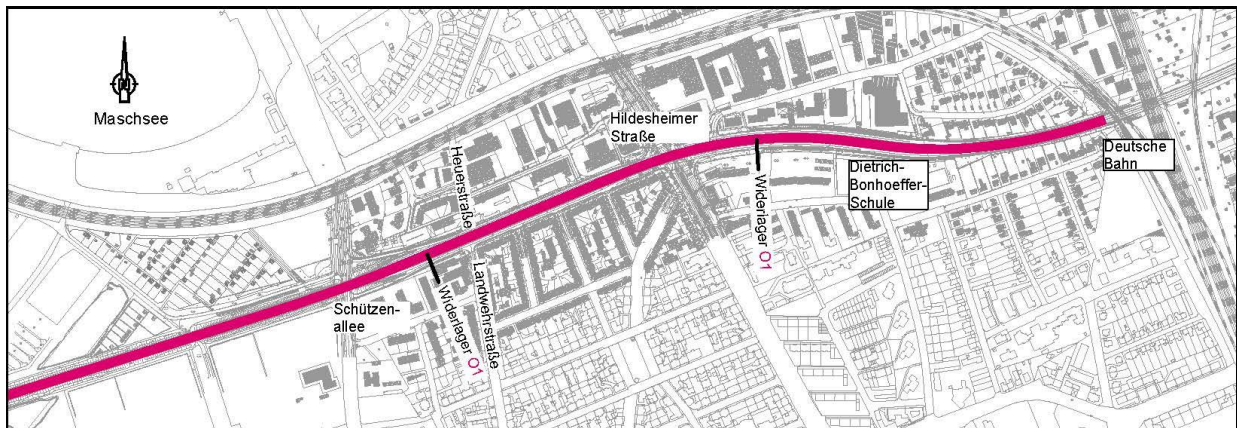 Maschsee
Heuerstraße
Hildesheimer
Straße
Schützen-
allee
Widerlager O1
Landwehrstraße
Widerlager O1
Dietrich-
Bonhoeffer-
Schule
Deutsche
Bahn